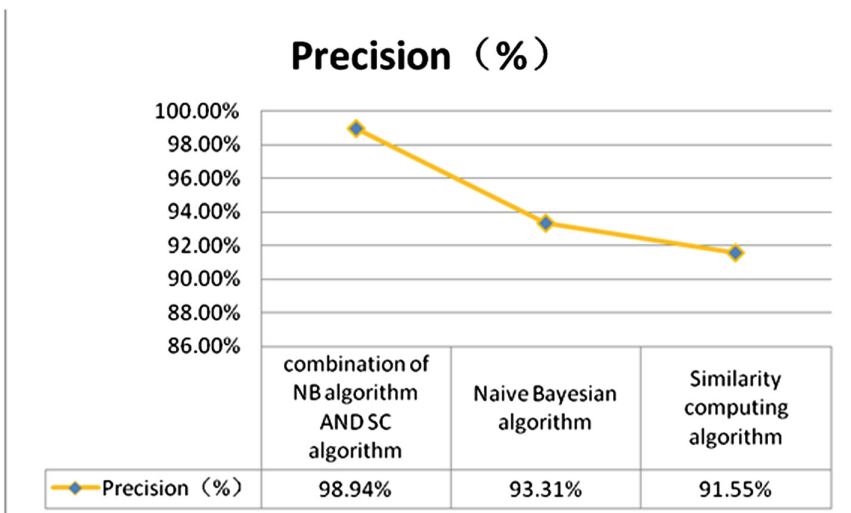 Precision（%）
100.00%
98.00%
96.00%
94.00%
92.00%
90.00%
88.00%
86.00%
combination of
NB algorithm
AND SC
algorithm
Naive Bayesian
algorithm
Similarity
computing
algorithm
Precision（%） 98.94% 93.31% 91.55%